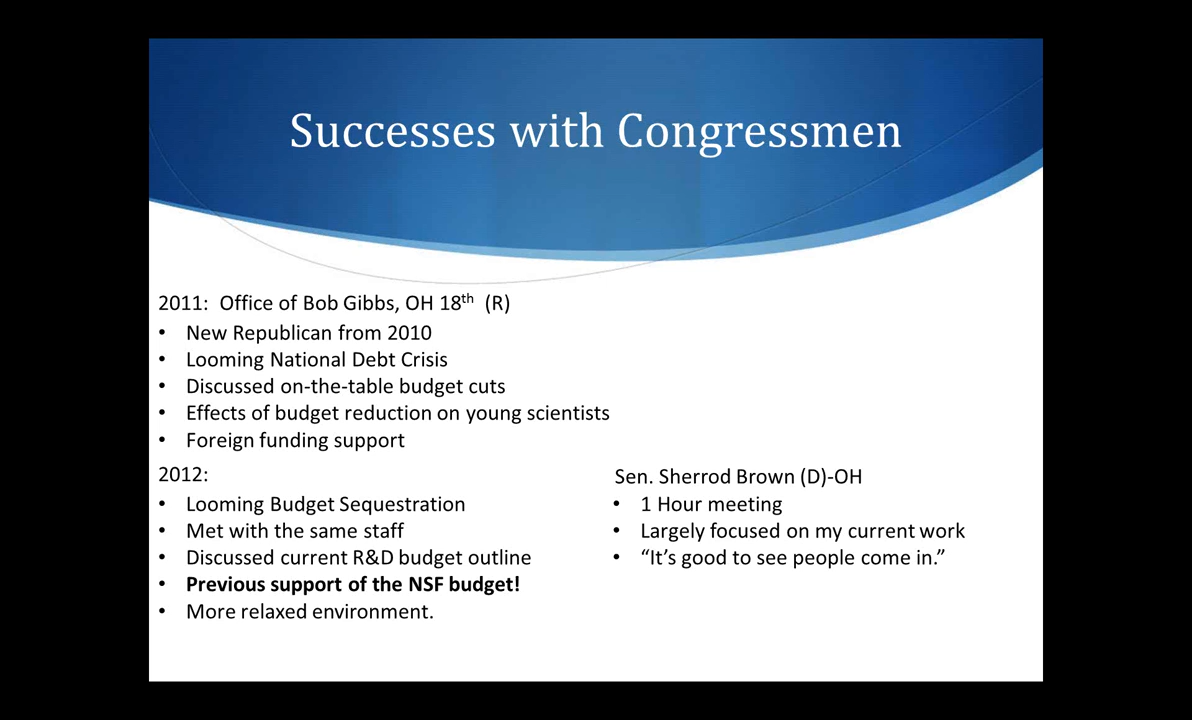 Successes with Congressmen
2011:  Office of Bob Gibbs, OH 18th  (R)
• New Republican from 2010
• Looming National Debt Crisis
• Discussed on-the-table budget cuts
• Effects of budget reduction on young scientists
• Foreign funding support
2012:
• Looming Budget Sequestration
• Met with the same staff
• Discussed current R&D budget outline
• Previous support of the NSF budget!
• More relaxed environment.
Sen. Sherrod Brown (D)-OH
• 1 Hour meeting
• Largely focused on my current work
• “It’s good to see people come in.”